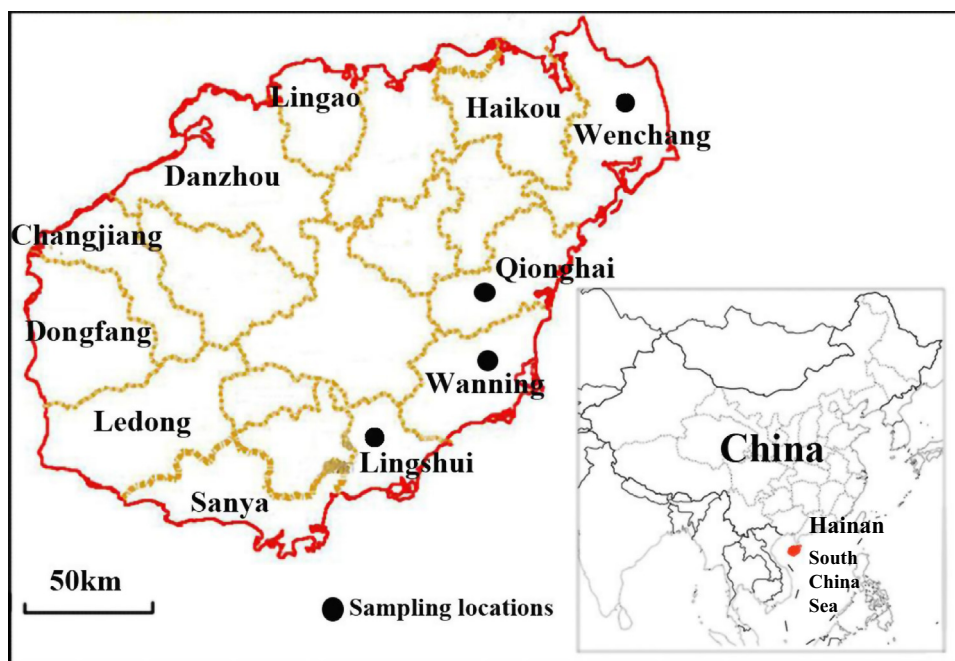 Lingao
Haikou
Wenchang
Danzhou
Changjiang
Qionghai
Dongfang
Wanning
Ledong
Lingshui
Sanya
50km
Sampling locations
China
Hainan
South
China
Sea